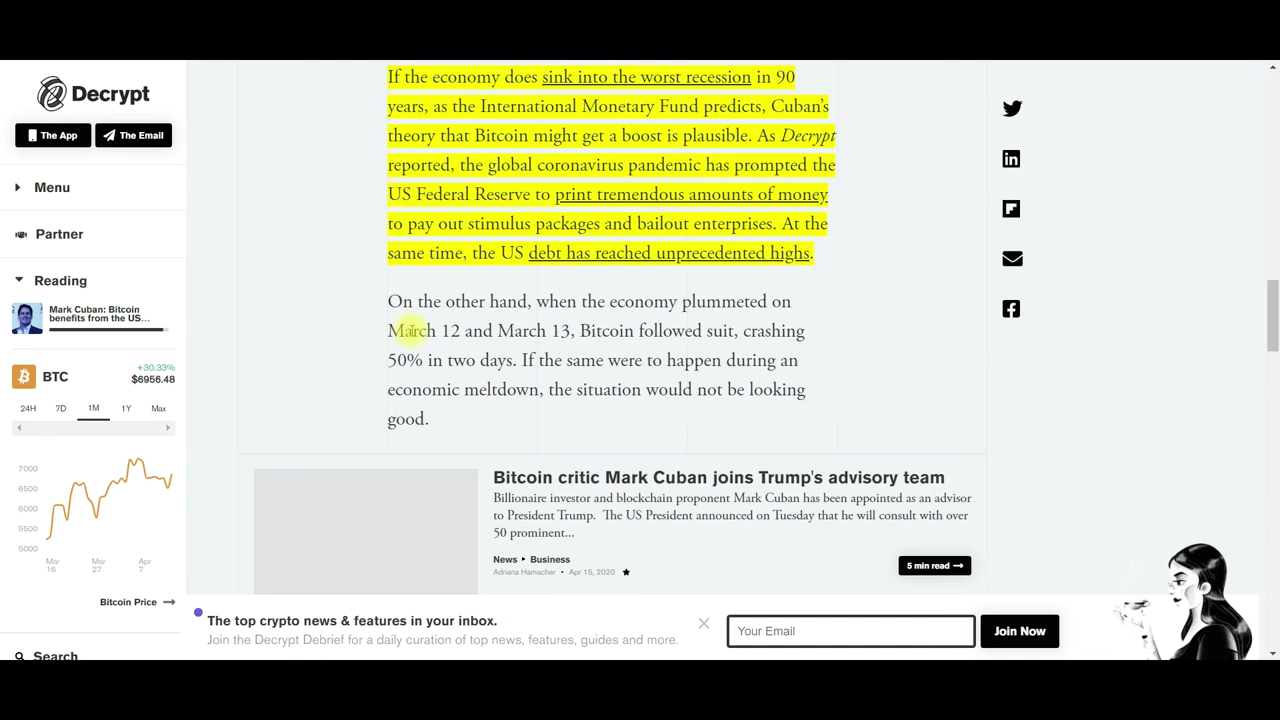 Decrypt
The App
The Email
Menu
Partner
Reading
Mark Cuban: Bitcoin
benefits from the US...
BTC
+30.33%
$6956.48
24H 7D 1M 1Y Max
7000
6500
6000
5500
5000
Mar Mar Apr
16 27 7
Bitcoin Price
Search
If the economy does sink into the worst recession in 90
years, as the International Monetary Fund predicts, Cuban's
theory that Bitcoin might get a boost is plausible. As Decrypt
reported, the global coronavirus pandemic has prompted the
US Federal Reserve to print tremendous amounts of money
to pay out stimulus packages and bailout enterprises. At the
same time, the US debt has reached unprecedented highs.
On the other hand, when the economy plummeted on
March 12 and March 13, Bitcoin followed suit, crashing
50% in two days. If the same were to happen during an
economic meltdown, the situation would not be looking
good.
Bitcoin critic Mark Cuban joins Trump's advisory team
Billionaire investor and blockchain proponent Mark Cuban has been appointed as an advisor
to President Trump. The US President announced on Tuesday that he will consult with over
50 prominent...
News ▸ Business
Adriana Hamacher • Apr 15, 2020 ★
5 min read →
The top crypto news & features in your inbox.
Join the Decrypt Debrief for a daily curation of top news, features, guides and more.
Your Email
Join Now